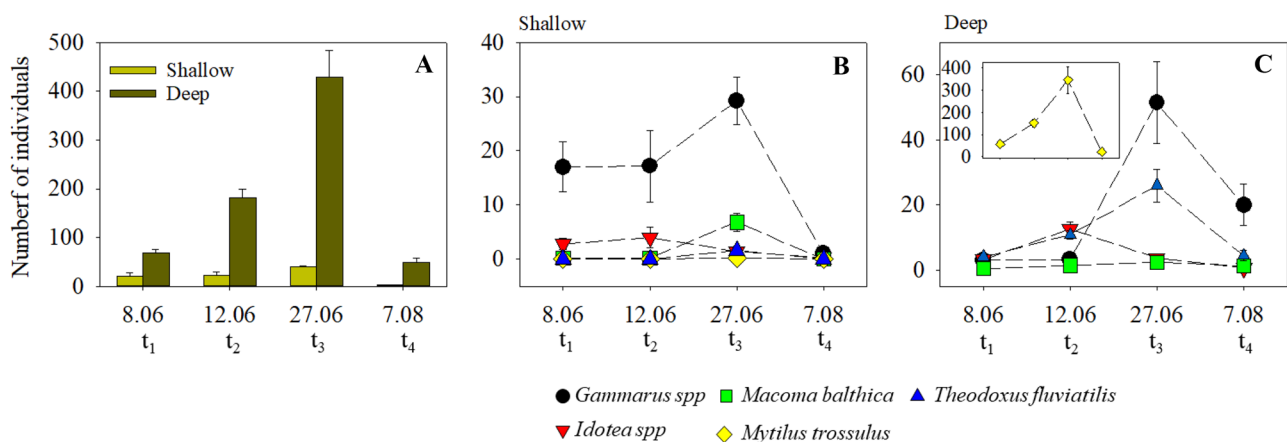 Numberf of individuals
500
400
300
200
100
0
Shallow
Deep
A
8.06 12.06 27.06 7.08
t₁ t₂ t₃ t₄
Shallow
40
30
20
10
0
B
8.06 12.06 27.06 7.08
t₁ t₂ t₃ t₄
Deep
60
40
20
0
400
300
200
100
0
C
8.06 12.06 27.06 7.08
t₁ t₂ t₃ t₄
Gammarus spp Macoma balthica Theodoxus fluviatilis
Idotea spp Mytilus trossulus